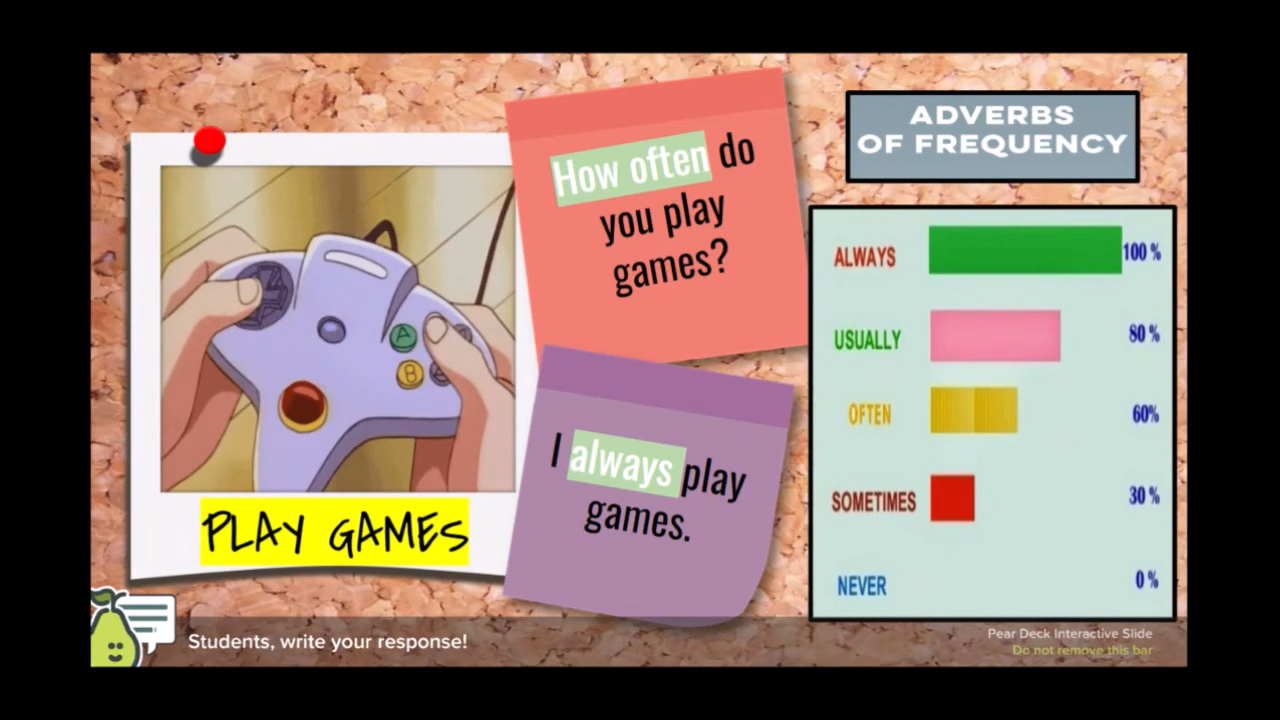 How often do
you play
games?
I always play
games.
PLAY GAMES
A
B
ADVERBS
OF FREQUENCY
ALWAYS 100 %
USUALLY 80 %
OFTEN 60%
SOMETIMES 30 %
NEVER 0 %
Students, write your response!
Pear Deck Interactive Slide
Do not remove this bar